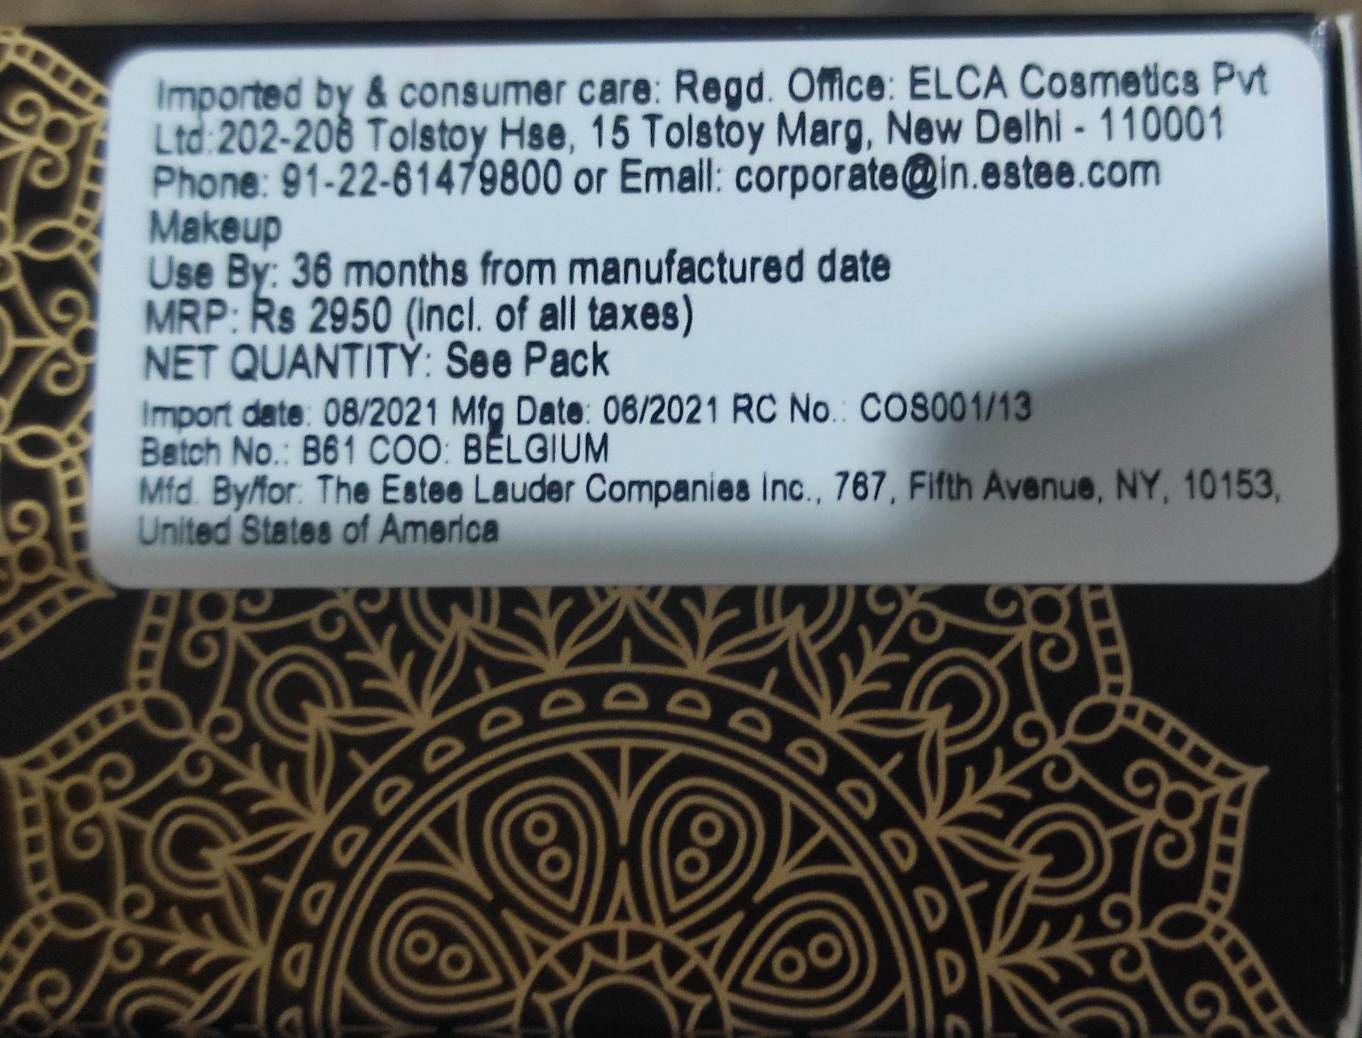 Imported by & consumer care: Regd. Office: ELCA Cosmetics Pvt
Ltd:202-206 Tolstoy Hse, 15 Tolstoy Marg, New Delhi - 110001
Phone: 91-22-61479800 or Email: corporate@in.estee.com
Makeup
Use By: 36 months from manufactured date
MRP: Rs 2950 (incl. of all taxes)
NET QUANTITY: See Pack
Import date: 08/2021 Mfg Date: 06/2021 RC No.: COS001/13
Batch No.: B61 COO: BELGIUM
Mfd. By/for: The Estee Lauder Companies Inc., 767, Fifth Avenue, NY, 10153,
United States of America